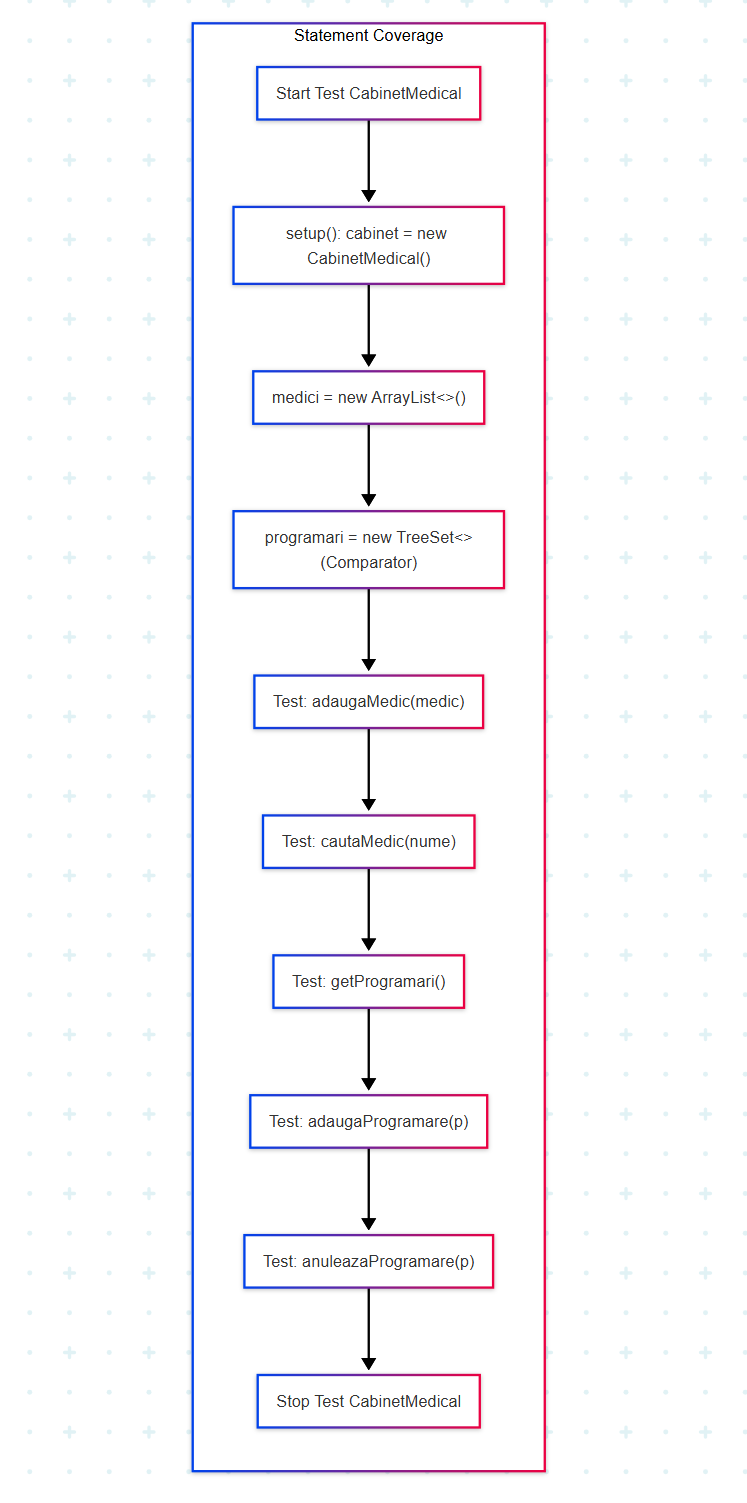 Statement Coverage
Start Test CabinetMedical
setup(): cabinet = new
CabinetMedical()
medici = new ArrayList<>()
programari = new TreeSet<>
(Comparator)
Test: adaugaMedic(medic)
Test: cautaMedic(nume)
Test: getProgramari()
Test: adaugaProgramare(p)
Test: anuleazaProgramare(p)
Stop Test CabinetMedical